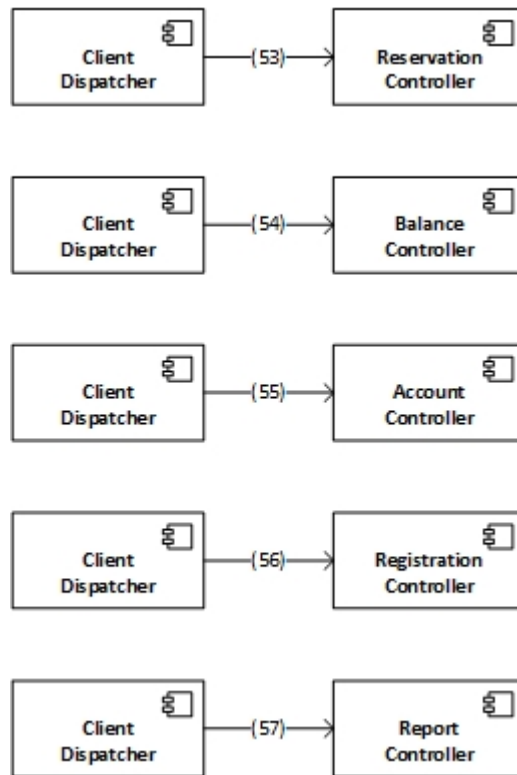 Client
Dispatcher
(53)
Reservation
Controller
Client
Dispatcher
(54)
Balance
Controller
Client
Dispatcher
(55)
Account
Controller
Client
Dispatcher
(56)
Registration
Controller
Client
Dispatcher
(57)
Report
Controller